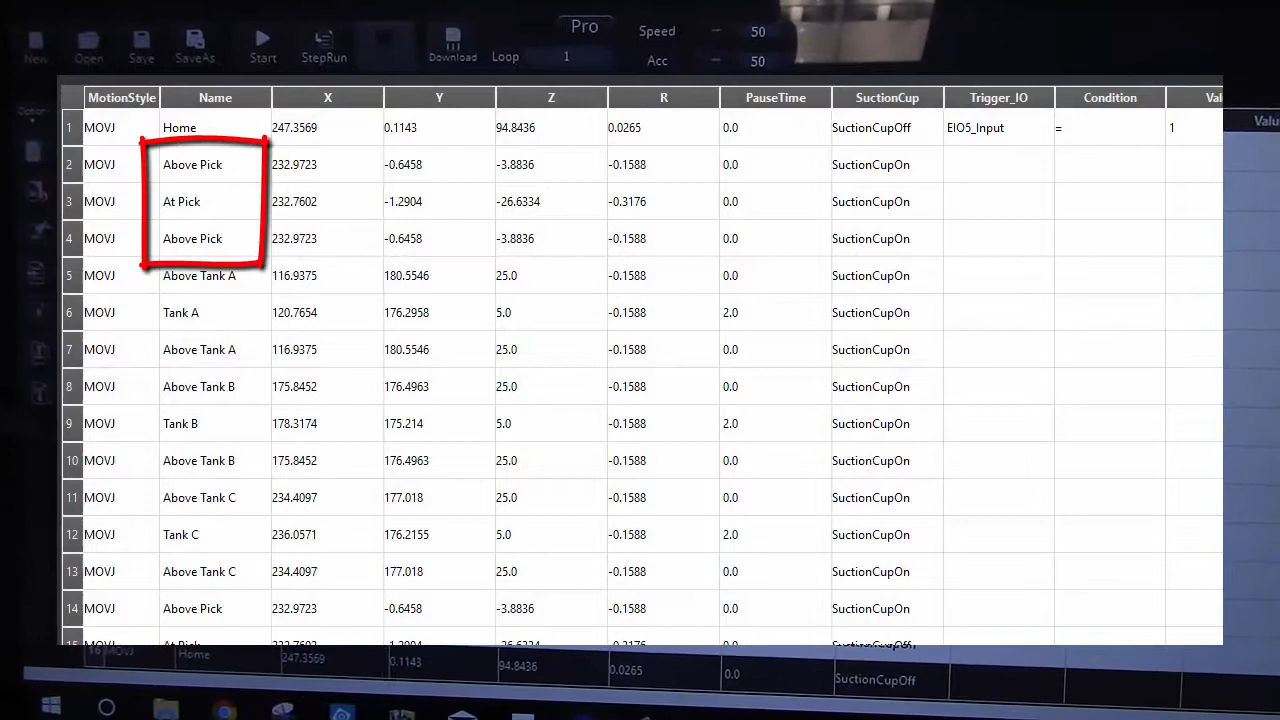 Pro
New Open Save SaveAs Start StepRun Download Loop 1 Speed 50
Acc 50
MotionStyle Name X Y Z R PauseTime SuctionCup Trigger_IO Condition Val
Value
1 MOVJ Home 247.3569 0.1143 94.8436 0.0265 0.0 SuctionCupOff EIO5_Input = 1
2 MOVJ Above Pick 232.9723 -0.6458 -3.8836 -0.1588 0.0 SuctionCupOn
3 MOVJ At Pick 232.7602 -1.2904 -26.6334 -0.3176 0.0 SuctionCupOn
4 MOVJ Above Pick 232.9723 -0.6458 -3.8836 -0.1588 0.0 SuctionCupOn
5 MOVJ Above Tank A 116.9375 180.5546 25.0 -0.1588 0.0 SuctionCupOn
6 MOVJ Tank A 120.7654 176.2958 5.0 -0.1588 2.0 SuctionCupOn
7 MOVJ Above Tank A 116.9375 180.5546 25.0 -0.1588 0.0 SuctionCupOn
8 MOVJ Above Tank B 175.8452 176.4963 25.0 -0.1588 0.0 SuctionCupOn
9 MOVJ Tank B 178.3174 175.214 5.0 -0.1588 2.0 SuctionCupOn
10 MOVJ Above Tank B 175.8452 176.4963 25.0 -0.1588 0.0 SuctionCupOn
11 MOVJ Above Tank C 234.4097 177.018 25.0 -0.1588 0.0 SuctionCupOn
12 MOVJ Tank C 236.0571 176.2155 5.0 -0.1588 2.0 SuctionCupOn
13 MOVJ Above Tank C 234.4097 177.018 25.0 -0.1588 0.0 SuctionCupOn
14 MOVJ Above Pick 232.9723 -0.6458 -3.8836 -0.1588 0.0 SuctionCupOn
16 MOVJ Home 247.3569 0.1143 94.8436 0.0265 0.0 SuctionCupOff